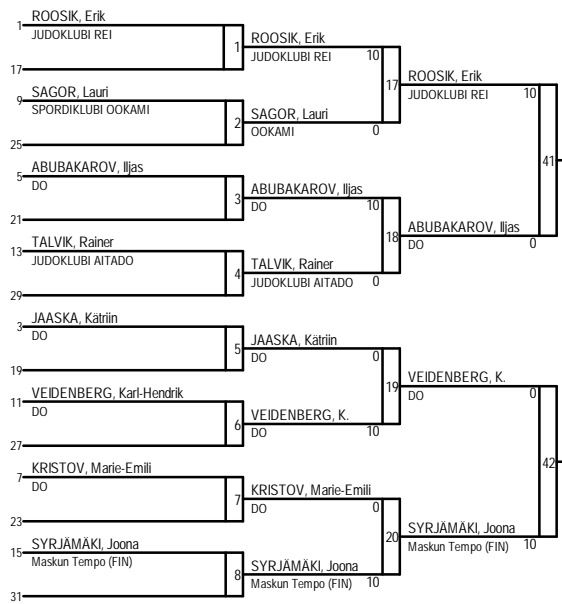 1 ROOSIK, Erik
JUDOKLUBI REI
17
1
ROOSIK, Erik 10
JUDOKLUBI REI
9 SAGOR, Lauri
SPORDIKLUBI OOKAMI
25
2
SAGOR, Lauri
OOKAMI 0
17
ROOSIK, Erik
JUDOKLUBI REI 10
5 ABUBAKAROV, Iljas
DO
21
3
ABUBAKAROV, Iljas
DO 10
13 TALVIK, Rainer
JUDOKLUBI AITADO
29
4
TALVIK, Rainer
JUDOKLUBI AITADO 0
18
ABUBAKAROV, Iljas
DO 0
41
3 JAASKA, Kätriin
DO
19
5
JAASKA, Kätriin
DO 0
11 VEIDENBERG, Karl-Hendrik
DO
27
6
VEIDENBERG, K.
DO 10
19
VEIDENBERG, K.
DO 0
7 KRISTOV, Marie-Emili
DO
23
7
KRISTOV, Marie-Emili
DO 0
15 SYRJÄMÄKI, Joona
Maskun Tempo (FIN)
31
8
SYRJÄMÄKI, Joona
Maskun Tempo (FIN) 10
20
SYRJÄMÄKI, Joona
Maskun Tempo (FIN) 10
42